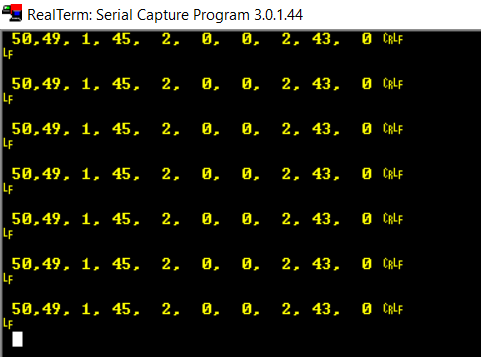 RealTerm: Serial Capture Program 3.0.1.44
50,49, 1, 45,  2,  0,  0,  2, 43,  0 CRLF
LF
50,49, 1, 45,  2,  0,  0,  2, 43,  0 CRLF
LF
50,49, 1, 45,  2,  0,  0,  2, 43,  0 CRLF
LF
50,49, 1, 45,  2,  0,  0,  2, 43,  0 CRLF
LF
50,49, 1, 45,  2,  0,  0,  2, 43,  0 CRLF
LF
50,49, 1, 45,  2,  0,  0,  2, 43,  0 CRLF
LF
50,49, 1, 45,  2,  0,  0,  2, 43,  0 CRLF
LF